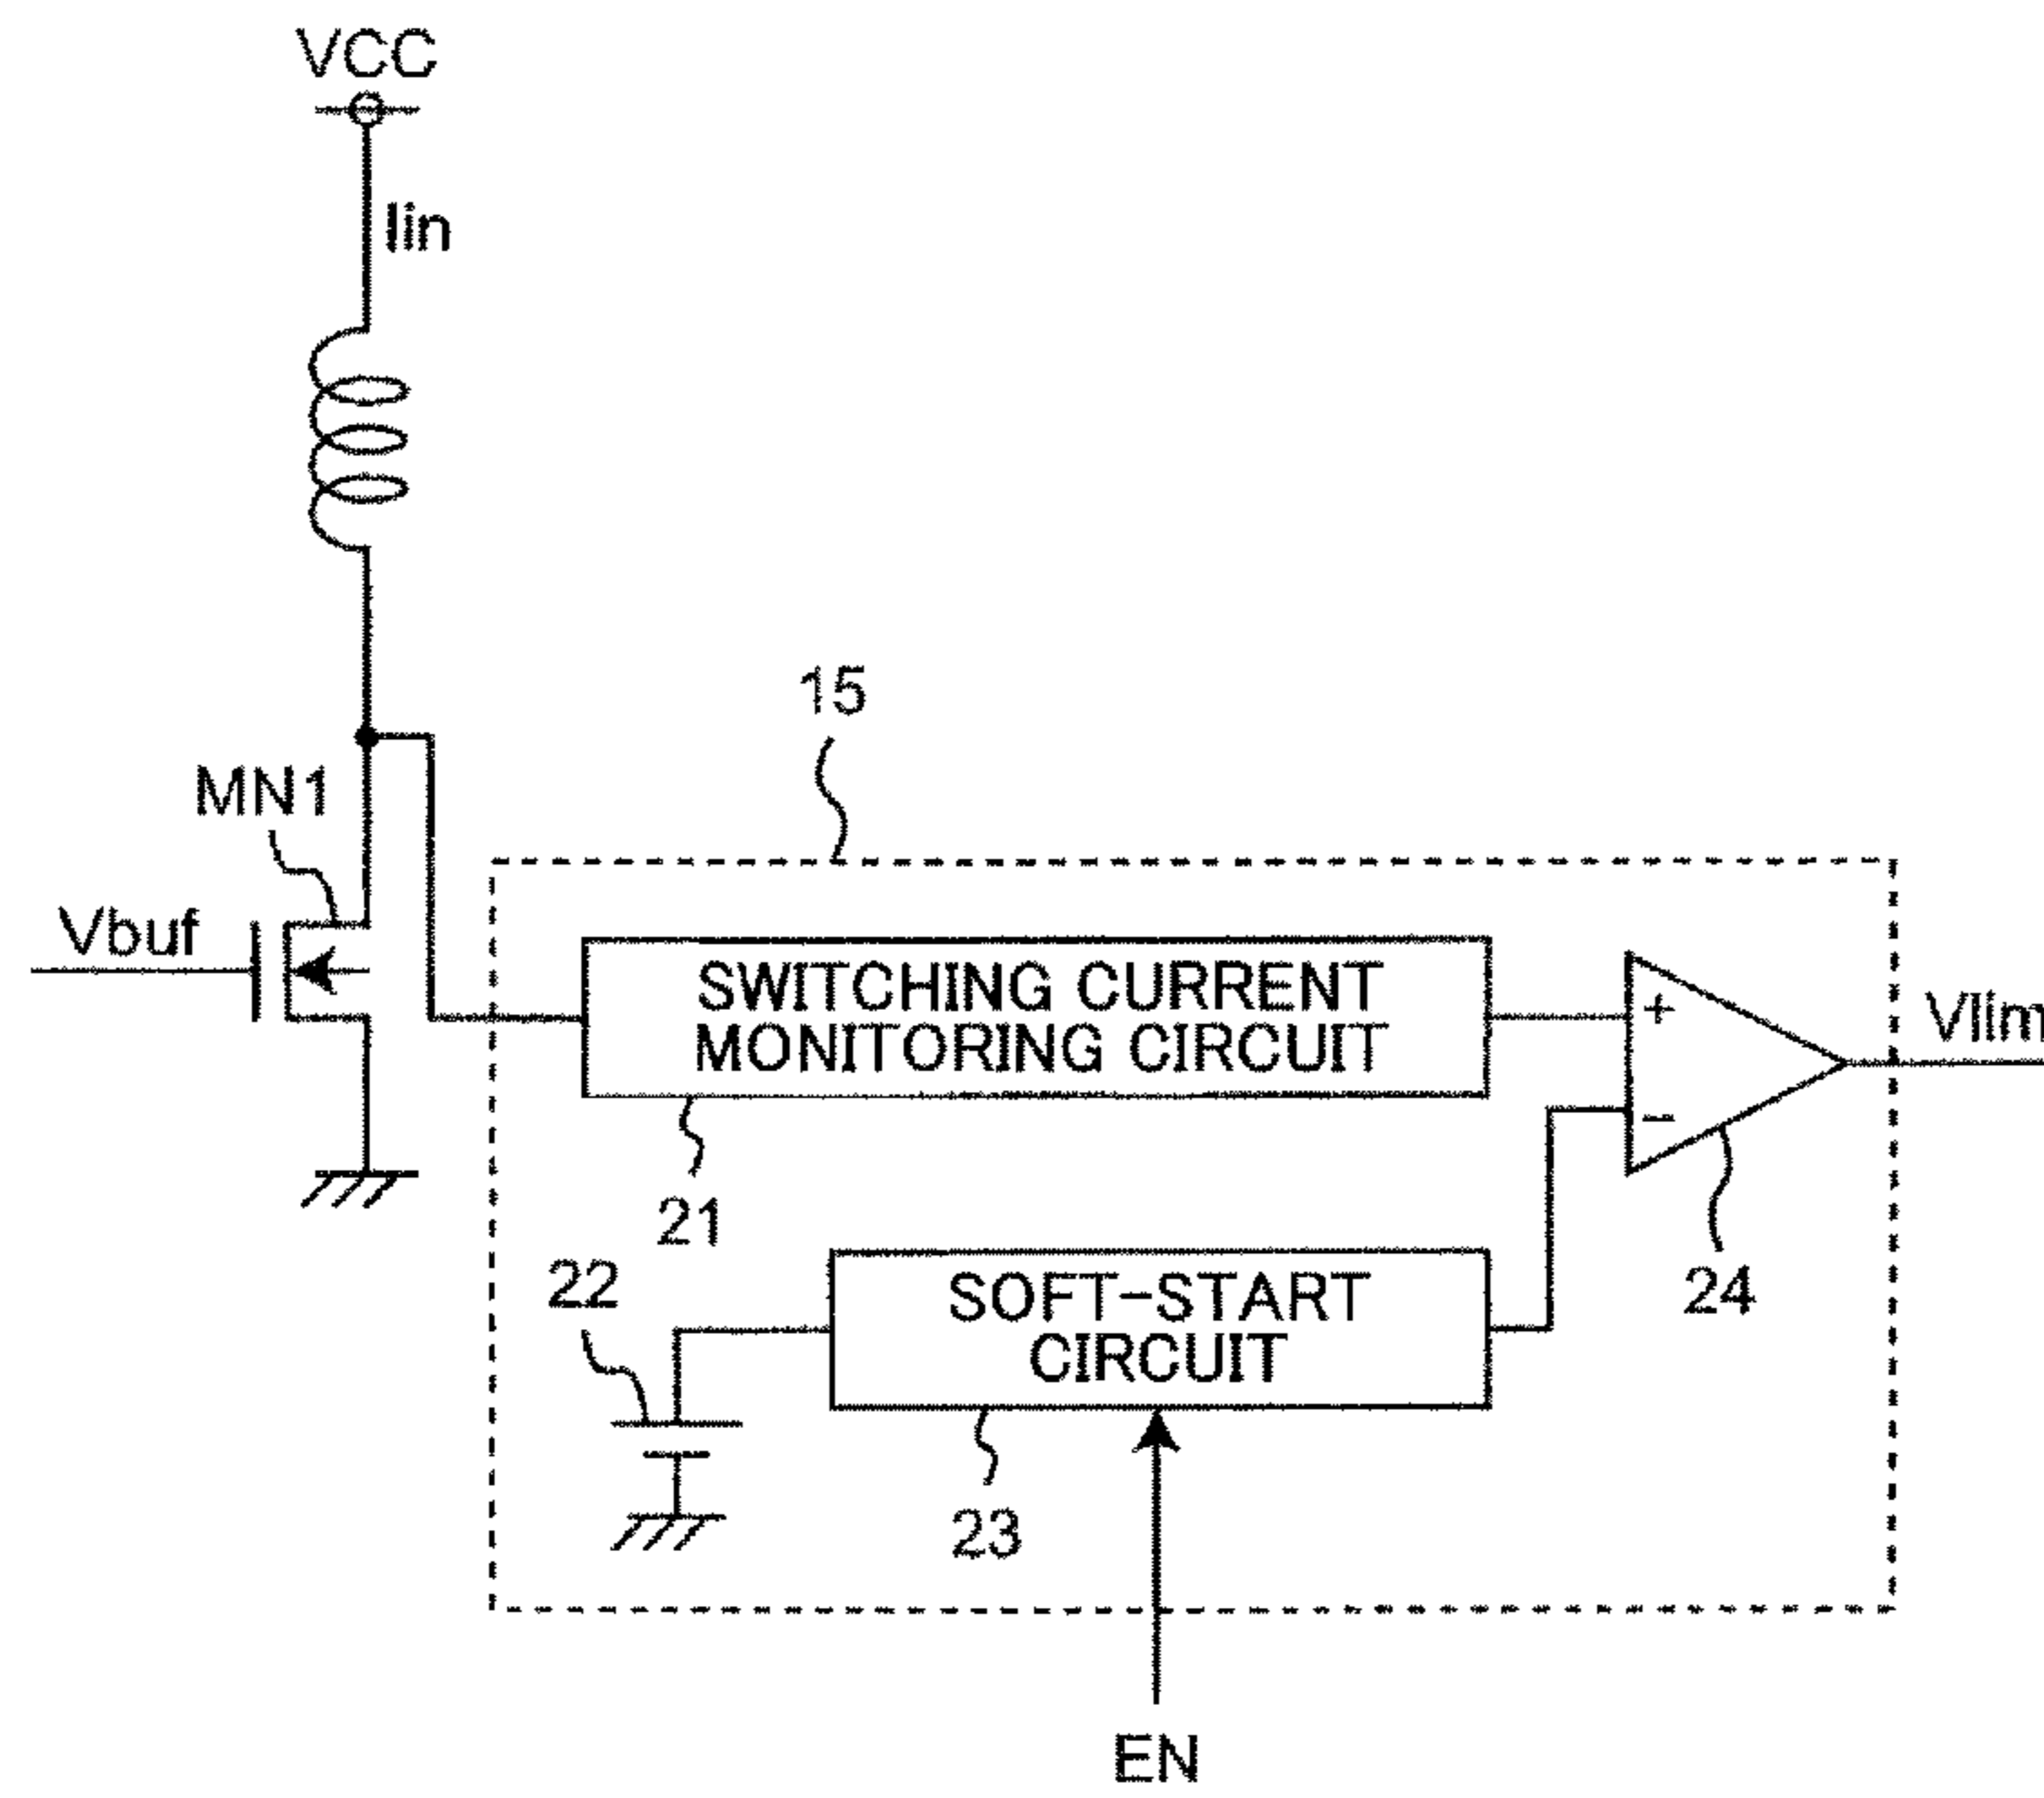 VCC
Iin
15
MN1
Vbuf
SWITCHING CURRENT
MONITORING CIRCUIT
+
Vlim
−
21
22
SOFT-START
CIRCUIT
24
23
EN